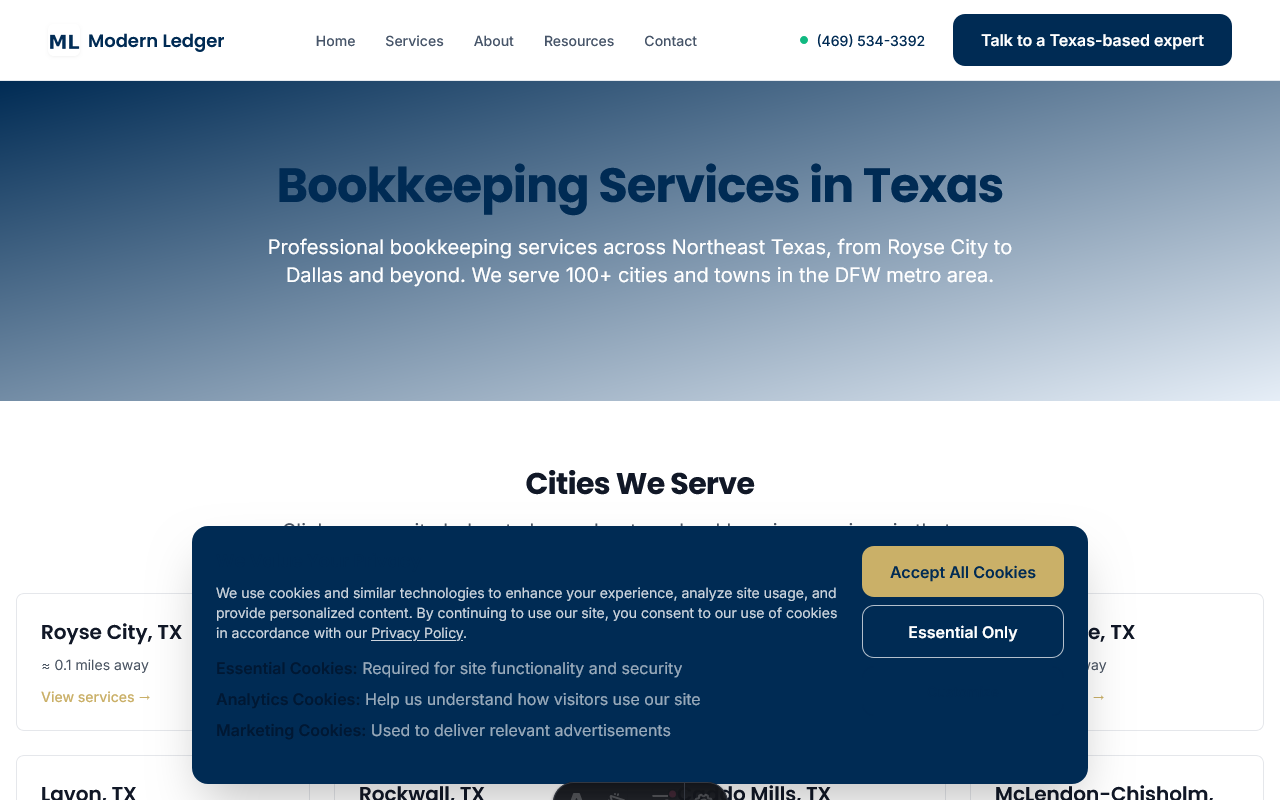 ML Modern Ledger
Home Services About Resources Contact
(469) 534-3392
Talk to a Texas-based expert
Bookkeeping Services in Texas
Professional bookkeeping services across Northeast Texas, from Royse City to
Dallas and beyond. We serve 100+ cities and towns in the DFW metro area.
Cities We Serve
We use cookies and similar technologies to enhance your experience, analyze site usage, and
provide personalized content. By continuing to use our site, you consent to our use of cookies
in accordance with our Privacy Policy.
Essential Cookies: Required for site functionality and security
Analytics Cookies: Help us understand how visitors use our site
Marketing Cookies: Used to deliver relevant advertisements
Accept All Cookies
Essential Only
Royse City, TX
≈ 0.1 miles away
View services →
TX
→
Lavon, TX
Rockwall, TX
Mills, TX
McLendon-Chisholm,